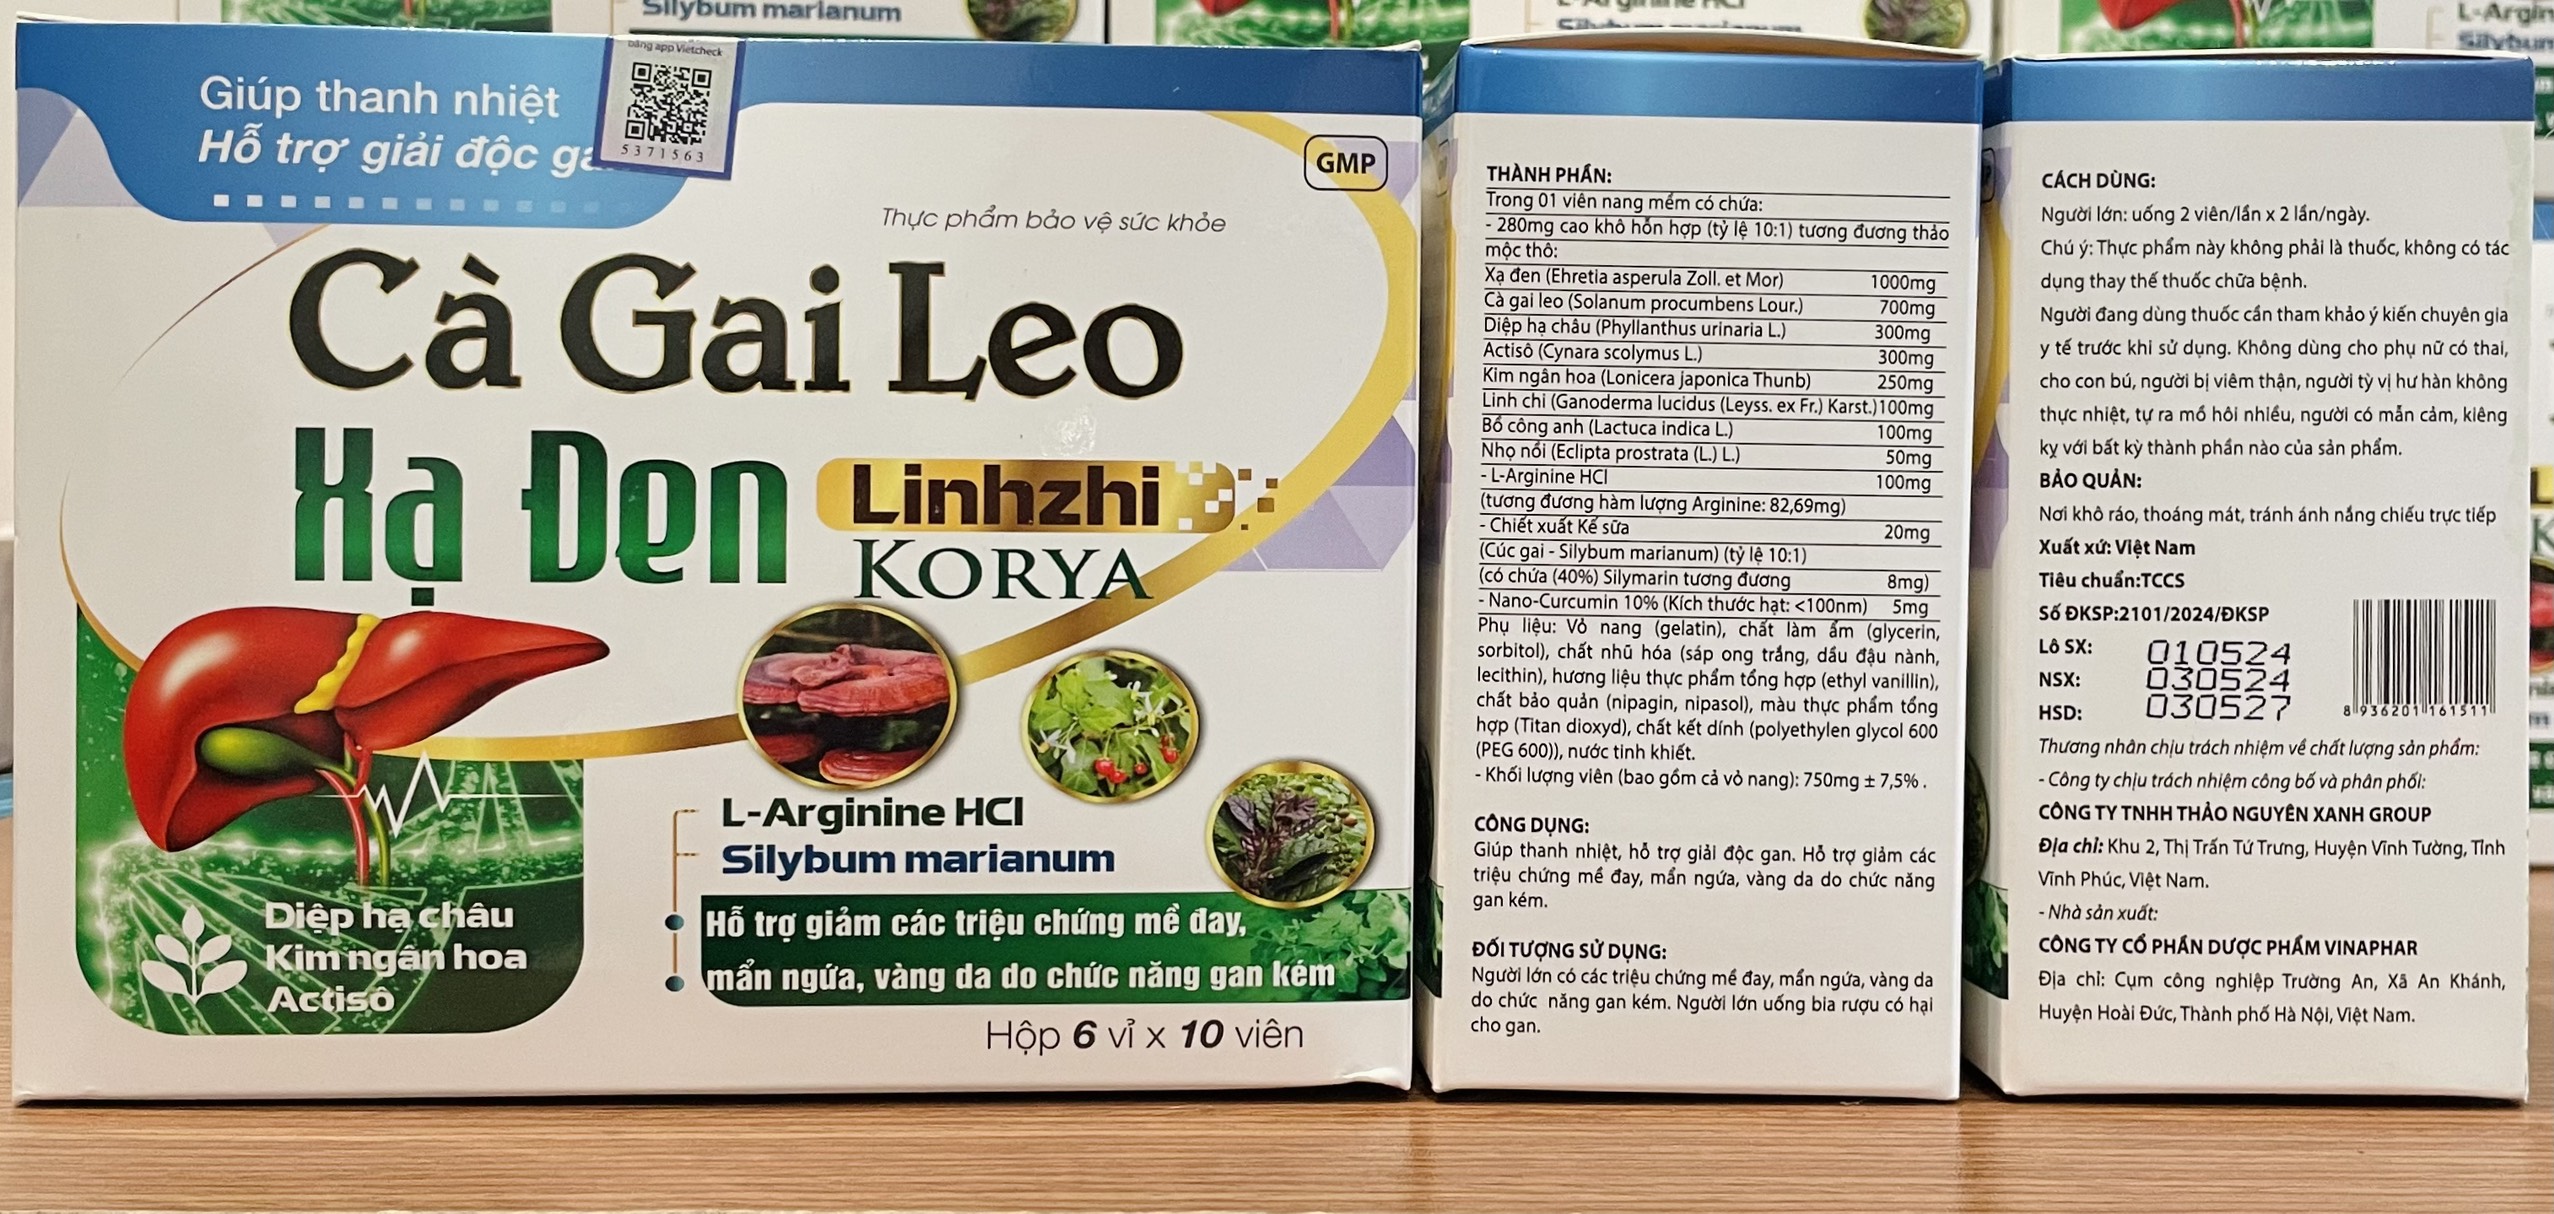 Silybum marianum
L-Arginine HCl
Silybum marianum
L-Argin
Silybum
bằng app Vietcheck
5371563
Giúp thanh nhiệt
Hỗ trợ giải độc ga
GMP
Thực phẩm bảo vệ sức khỏe
Cà Gai Leo
Xạ Đen
Linhzhi
KORYA
L-Arginine HCl
Silybum marianum
Diệp hạ châu
Kim ngân hoa
Actisô
Hỗ trợ giảm các triệu chứng mề đay,
mẩn ngứa, vàng da do chức năng gan kém
Hộp 6 vỉ x 10 viên
THÀNH PHẦN:
Trong 01 viên nang mềm có chứa:
- 280mg cao khô hỗn hợp (tỷ lệ 10:1) tương đương thảo
mộc thô:
Xạ đen (Ehretia asperula Zoll. et Mor) 1000mg
Cà gai leo (Solanum procumbens Lour.) 700mg
Diệp hạ châu (Phyllanthus urinaria L.) 300mg
Actisô (Cynara scolymus L.) 300mg
Kim ngân hoa (Lonicera japonica Thunb) 250mg
Linh chi (Ganoderma lucidus (Leyss. ex Fr.) Karst.)100mg
Bồ công anh (Lactuca indica L.) 100mg
Nhọ nồi (Eclipta prostrata (L.) L.) 50mg
- L-Arginine HCl 100mg
(tương đương hàm lượng Arginine: 82,69mg)
- Chiết xuất Kế sữa 20mg
(Cúc gai - Silybum marianum) (tỷ lệ 10:1)
(có chứa (40%) Silymarin tương đương 8mg)
- Nano-Curcumin 10% (Kích thước hạt: <100nm) 5mg
Phụ liệu: Vỏ nang (gelatin), chất làm ẩm (glycerin,
sorbitol), chất nhũ hóa (sáp ong trắng, dầu đậu nành,
lecithin), hương liệu thực phẩm tổng hợp (ethyl vanillin),
chất bảo quản (nipagin, nipasol), màu thực phẩm tổng
hợp (Titan dioxyd), chất kết dính (polyethylen glycol 600
(PEG 600)), nước tinh khiết.
- Khối lượng viên (bao gồm cả vỏ nang): 750mg ± 7,5% .
CÔNG DỤNG:
Giúp thanh nhiệt, hỗ trợ giải độc gan. Hỗ trợ giảm các
triệu chứng mề đay, mẩn ngứa, vàng da do chức năng
gan kém.
ĐỐI TƯỢNG SỬ DỤNG:
Người lớn có các triệu chứng mề đay, mẩn ngứa, vàng da
do chức năng gan kém. Người lớn uống bia rượu có hại
cho gan.
CÁCH DÙNG:
Người lớn: uống 2 viên/lần x 2 lần/ngày.
Chú ý: Thực phẩm này không phải là thuốc, không có tác
dụng thay thế thuốc chữa bệnh.
Người đang dùng thuốc cần tham khảo ý kiến chuyên gia
y tế trước khi sử dụng. Không dùng cho phụ nữ có thai,
cho con bú, người bị viêm thận, người tỳ vị hư hàn không
thực nhiệt, tự ra mồ hôi nhiều, người có mẫn cảm, kiêng
kỵ với bất kỳ thành phần nào của sản phẩm.
BẢO QUẢN:
Nơi khô ráo, thoáng mát, tránh ánh nắng chiếu trực tiếp
Xuất xứ: Việt Nam
Tiêu chuẩn:TCCS
Số ĐKSP:2101/2024/ĐKSP
Lô SX: 010524
NSX: 030524
HSD: 030527
8 936201 161511
Thương nhân chịu trách nhiệm về chất lượng sản phẩm:
- Công ty chịu trách nhiệm công bố và phân phối:
CÔNG TY TNHH THẢO NGUYÊN XANH GROUP
Địa chỉ: Khu 2, Thị Trấn Tứ Trưng, Huyện Vĩnh Tường, Tỉnh
Vĩnh Phúc, Việt Nam.
- Nhà sản xuất:
CÔNG TY CỔ PHẦN DƯỢC PHẨM VINAPHAR
Địa chỉ: Cụm công nghiệp Trường An, Xã An Khánh,
Huyện Hoài Đức, Thành phố Hà Nội, Việt Nam.